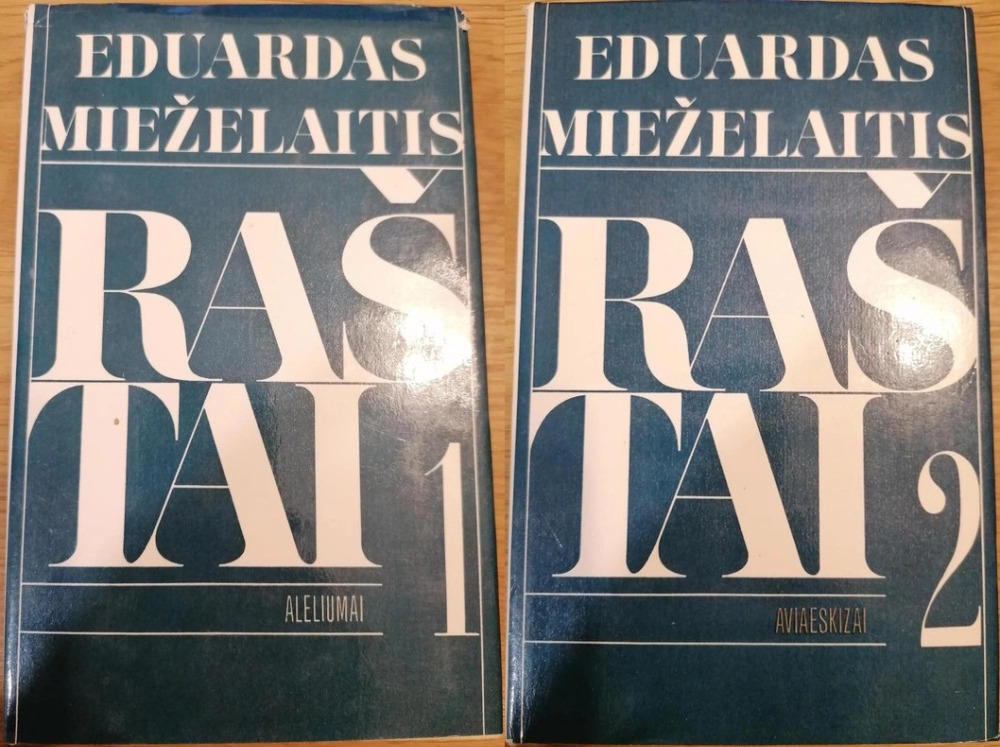 EDUARDAS
MIEŽELAITIS
RAŠ
TAI
1
ALELIUMAI
EDUARDAS
MIEŽELAITIS
RAŠ
TAI
2
AVIAESKIZAI